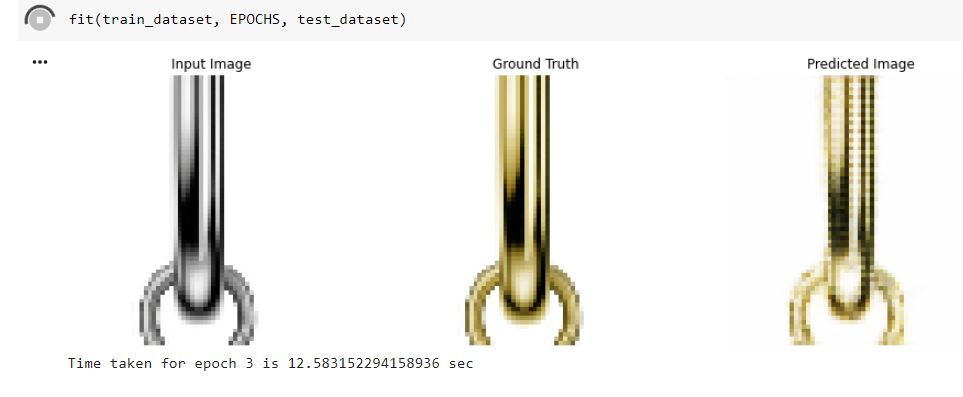 fit(train_dataset, EPOCHS, test_dataset)
Input Image
Ground Truth
Predicted Image
Time taken for epoch 3 is 12.583152294158936 sec